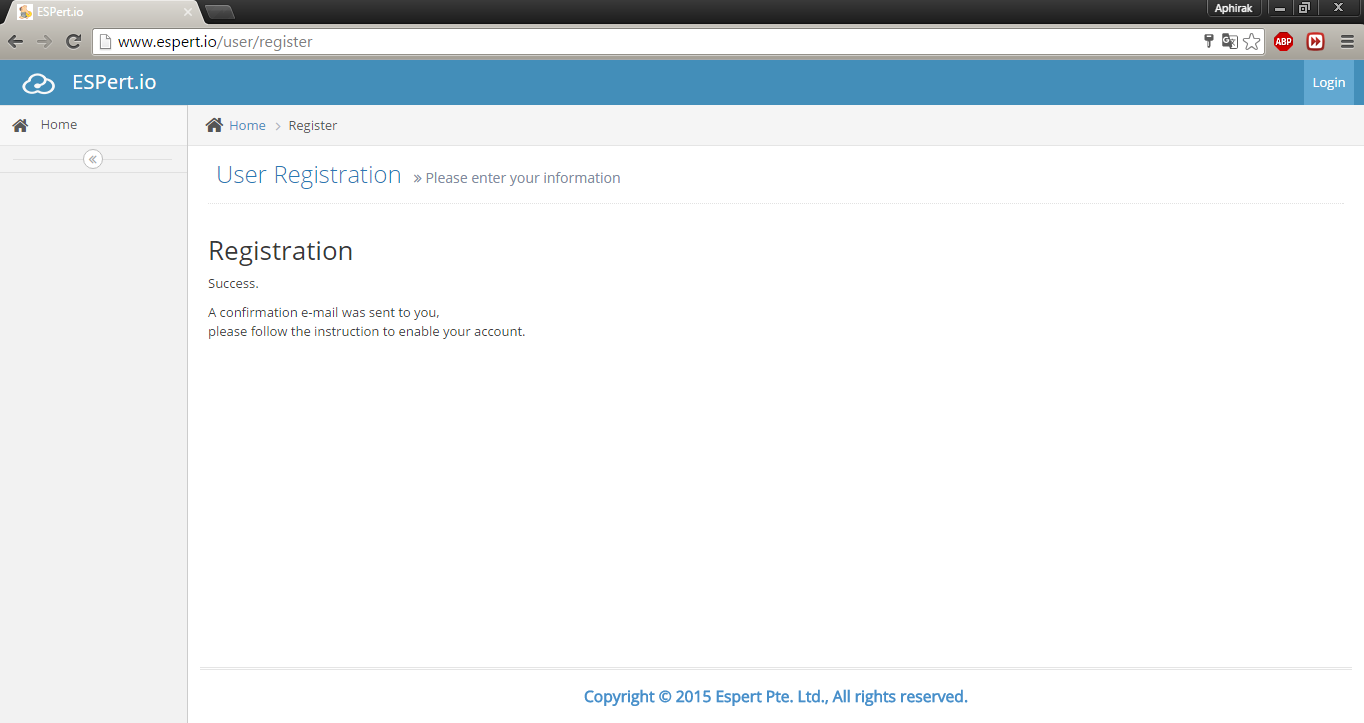 ESPert.io
Aphirak
www.espert.io/user/register
ABP
ESPert.io
Login
Home
Home > Register
User Registration » Please enter your information
Registration
Success.
A confirmation e-mail was sent to you,
please follow the instruction to enable your account.
Copyright © 2015 Espert Pte. Ltd., All rights reserved.